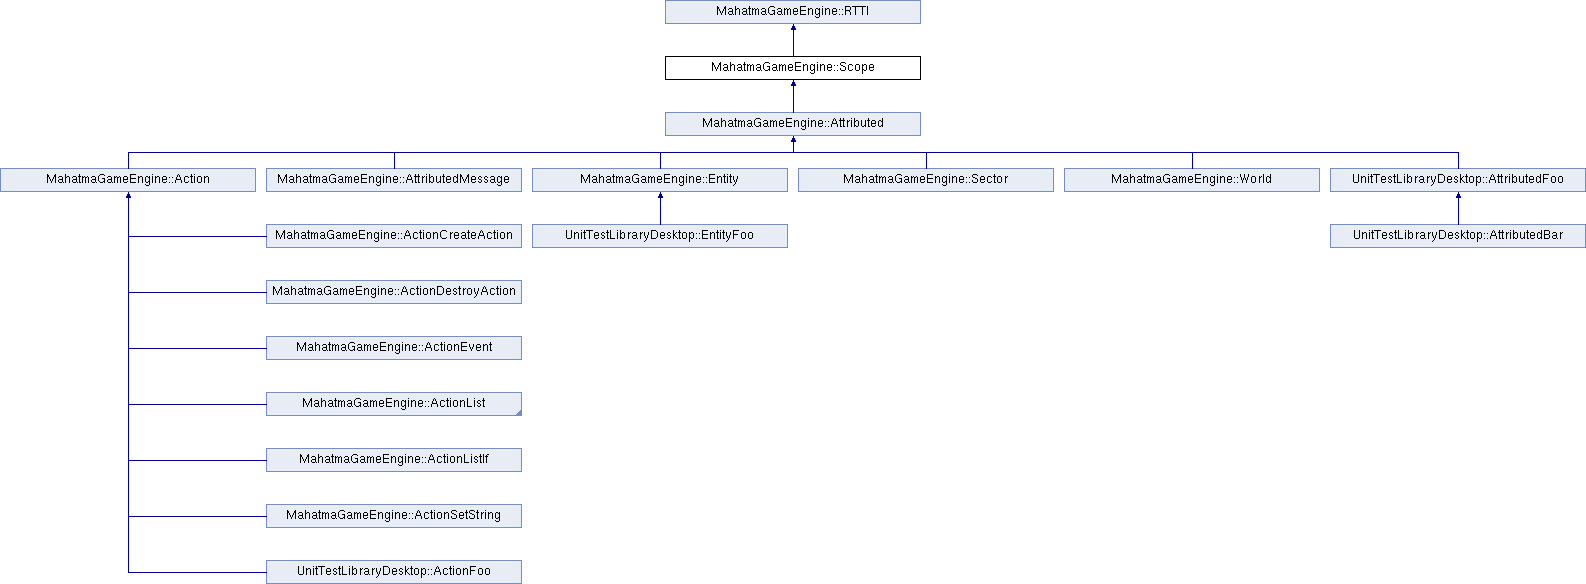 MahatmaGameEngine::RTTI
MahatmaGameEngine::Scope
MahatmaGameEngine::Attributed
MahatmaGameEngine::Action
MahatmaGameEngine::AttributedMessage
MahatmaGameEngine::Entity
MahatmaGameEngine::Sector
MahatmaGameEngine::World
UnitTestLibraryDesktop::AttributedFoo
MahatmaGameEngine::ActionCreateAction
UnitTestLibraryDesktop::EntityFoo
UnitTestLibraryDesktop::AttributedBar
MahatmaGameEngine::ActionDestroyAction
MahatmaGameEngine::ActionEvent
MahatmaGameEngine::ActionList
MahatmaGameEngine::ActionListIf
MahatmaGameEngine::ActionSetString
UnitTestLibraryDesktop::ActionFoo